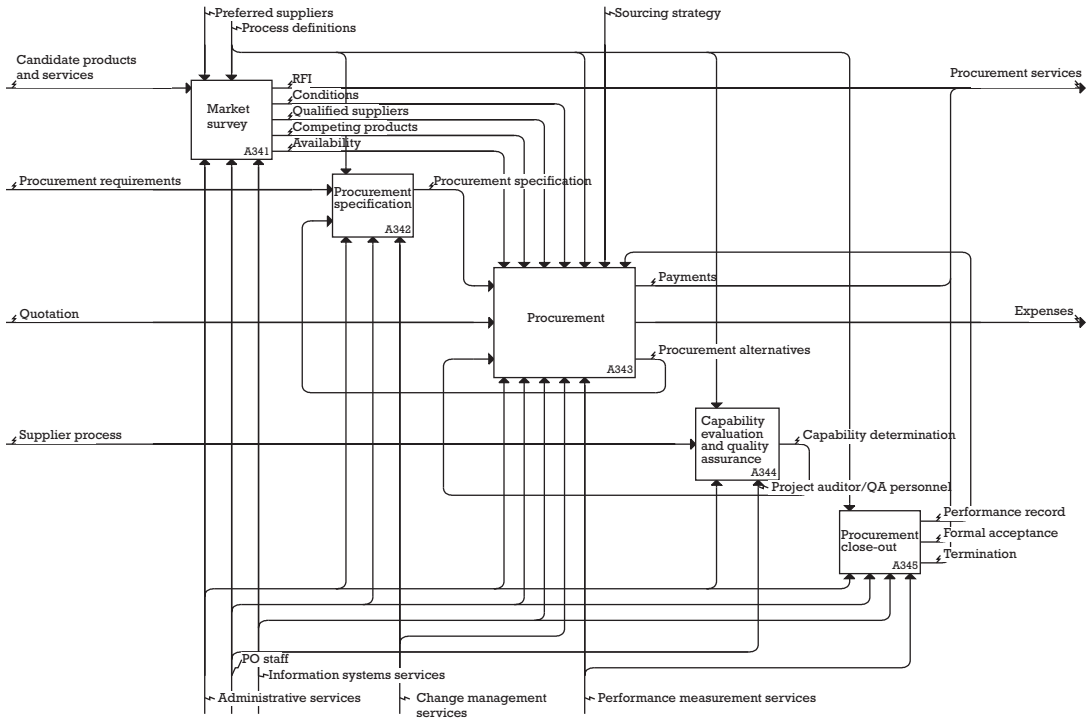 Preferred suppliers
Process definitions
Sourcing strategy
Candidate products
and services
Procurement services
RFI
Conditions
Qualified suppliers
Competing products
Availability
Market
survey
A341
Procurement requirements
Procurement specification
Procurement
specification
A342
Payments
Quotation
Procurement
Expenses
Procurement alternatives
A343
Supplier process
Capability
evaluation
and quality
assurance
A344
Capability determination
Project auditor/QA personnel
Performance record
Procurement
close-out
A345
Formal acceptance
Termination
PO staff
Information systems services
Administrative services
Change management
services
Performance measurement services